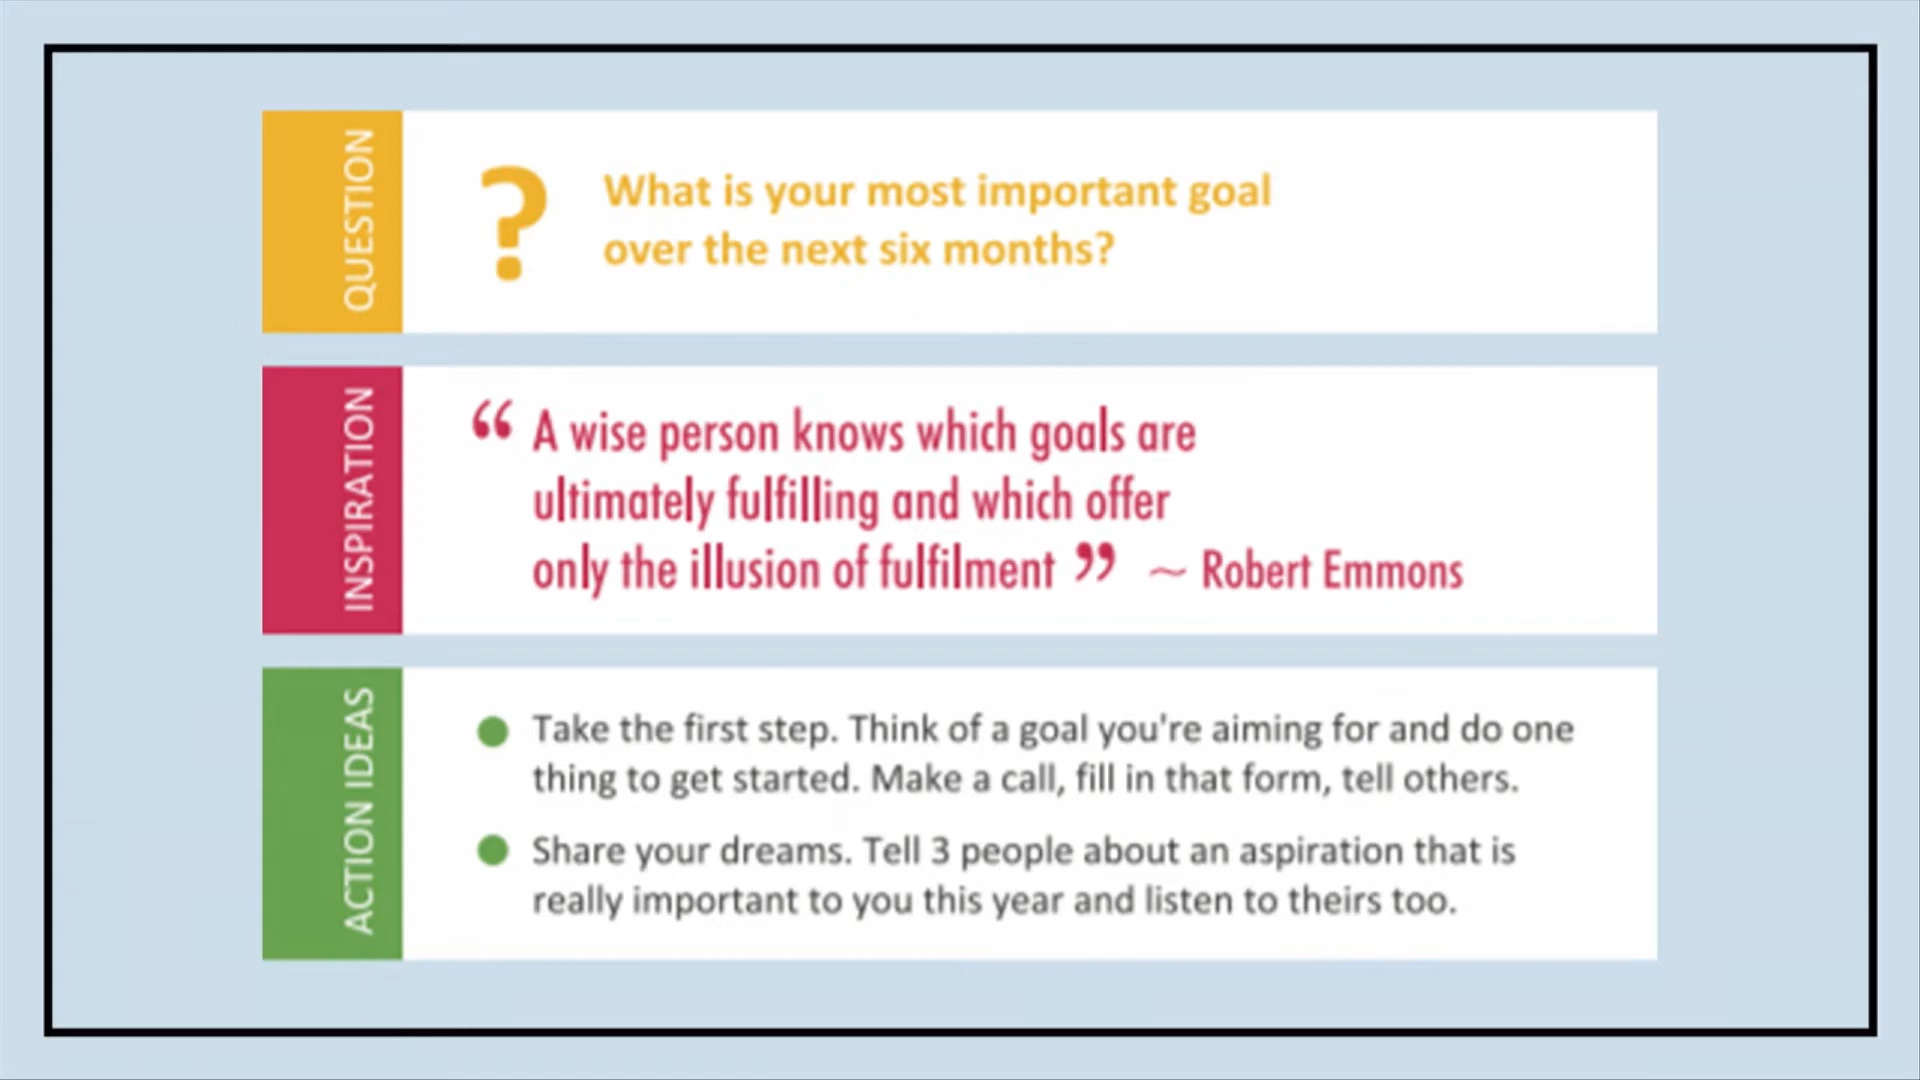 QUESTION
?
What is your most important goal
over the next six months?
INSPIRATION
“ A wise person knows which goals are
ultimately fulfilling and which offer
only the illusion of fulfilment ” ~ Robert Emmons
ACTION IDEAS
● Take the first step. Think of a goal you're aiming for and do one
thing to get started. Make a call, fill in that form, tell others.
● Share your dreams. Tell 3 people about an aspiration that is
really important to you this year and listen to theirs too.